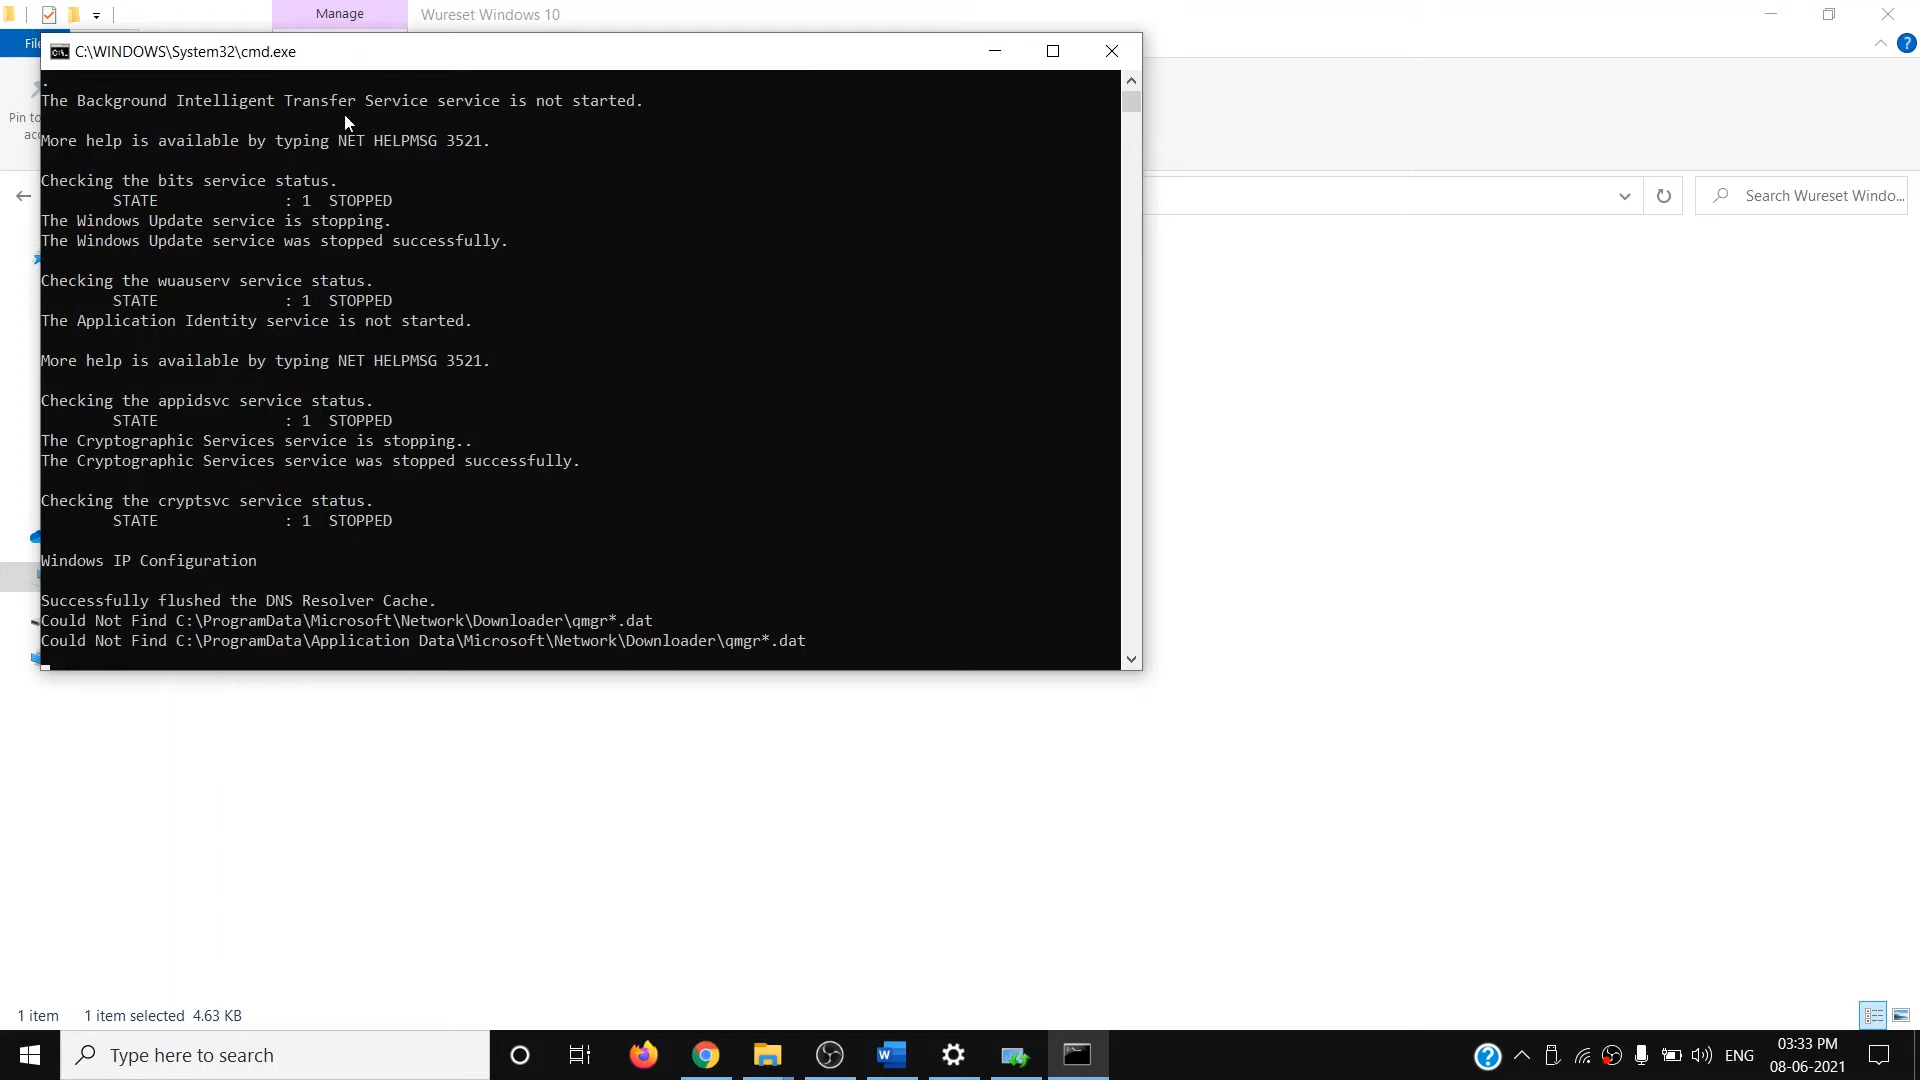 Manage
Wureset Windows 10
File
C:\WINDOWS\System32\cmd.exe
.
The Background Intelligent Transfer Service service is not started.
More help is available by typing NET HELPMSG 3521.
Checking the bits service status.
STATE : 1 STOPPED
The Windows Update service is stopping.
The Windows Update service was stopped successfully.
Checking the wuauserv service status.
STATE : 1 STOPPED
The Application Identity service is not started.
More help is available by typing NET HELPMSG 3521.
Checking the appidsvc service status.
STATE : 1 STOPPED
The Cryptographic Services service is stopping..
The Cryptographic Services service was stopped successfully.
Checking the cryptsvc service status.
STATE : 1 STOPPED
Windows IP Configuration
Successfully flushed the DNS Resolver Cache.
Could Not Find C:\ProgramData\Microsoft\Network\Downloader\qmgr*.dat
Could Not Find C:\ProgramData\Application Data\Microsoft\Network\Downloader\qmgr*.dat
Pin to
Search Wureset Windo...
1 item 1 item selected 4.63 KB
Type here to search
ENG
03:33 PM
08-06-2021